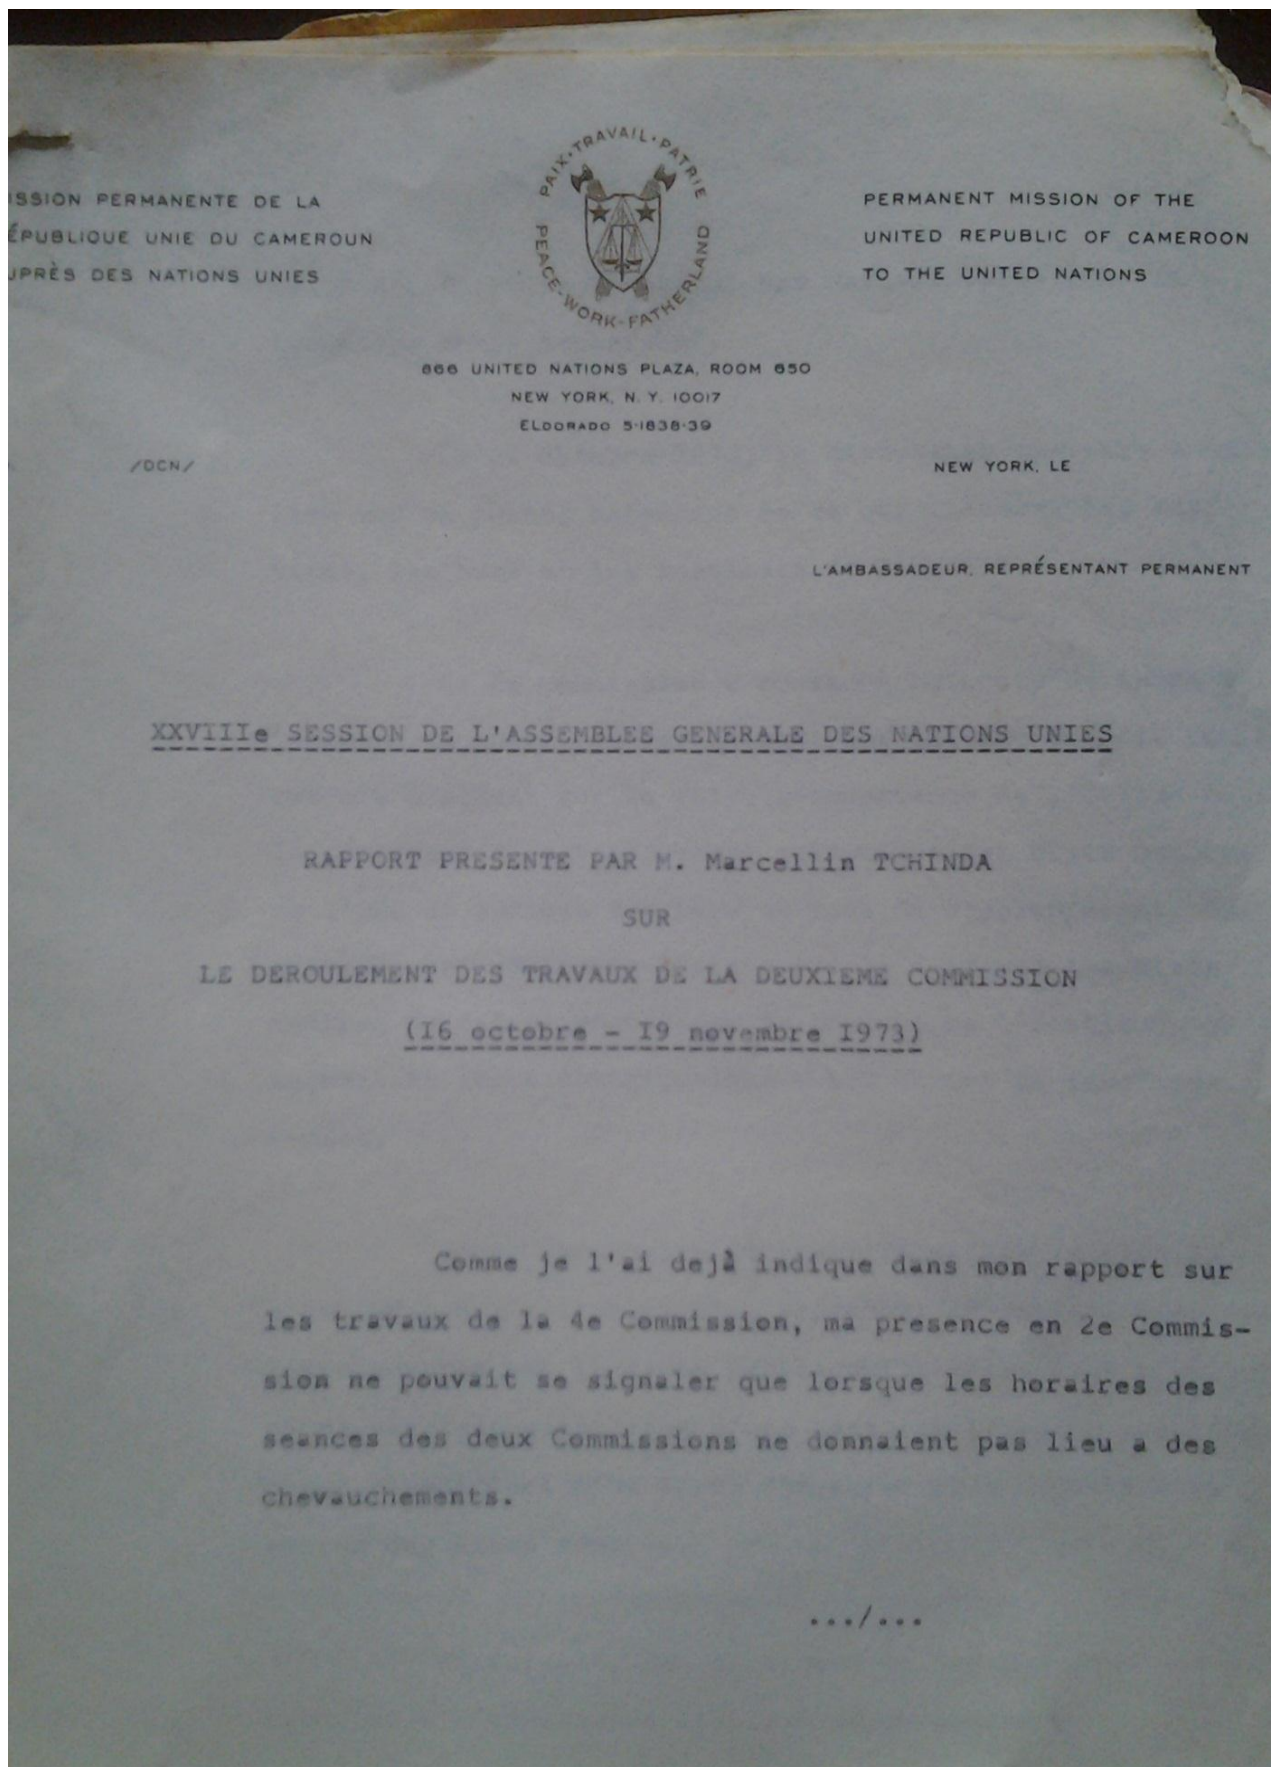 ISSION PERMANENTE DE LA
ÉPUBLIQUE UNIE DU CAMEROUN
UPRÈS DES NATIONS UNIES
PAIX·TRAVAIL·PATRIE
PEACE-WORK-FATHERLAND
PERMANENT MISSION OF THE
UNITED REPUBLIC OF CAMEROON
TO THE UNITED NATIONS
866 UNITED NATIONS PLAZA, ROOM 650
NEW YORK, N. Y. 10017
ELDORADO 5-1838-39
/DCN/
NEW YORK, LE
L'AMBASSADEUR, REPRÉSENTANT PERMANENT
XXVIIIe SESSION DE L'ASSEMBLEE GENERALE DES NATIONS UNIES
RAPPORT PRESENTE PAR M. Marcellin TCHINDA
SUR
LE DEROULEMENT DES TRAVAUX DE LA DEUXIEME COMMISSION
(I6 octobre - I9 novembre I973)
Comme je l'ai dejà indique dans mon rapport sur
les travaux de la 4e Commission, ma presence en 2e Commis-
sion ne pouvait se signaler que lorsque les horaires des
seances des deux Commissions ne donnaient pas lieu a des
chevauchements.
.../...